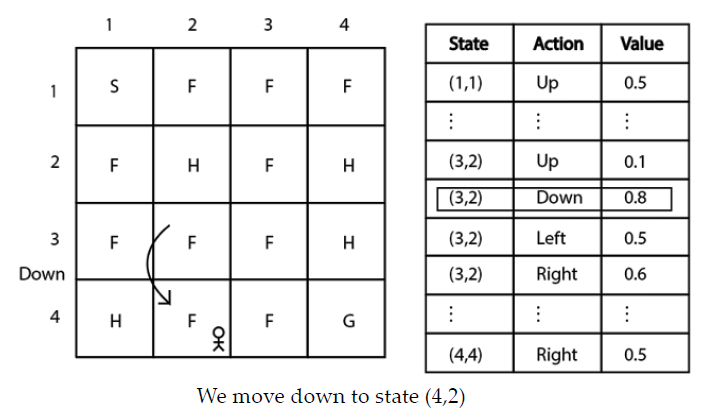 1 2 3 4
1 S F F F
2 F H F H
3 F F F H
Down
4 H F F G
State Action Value
(1,1) Up 0.5
⋮ ⋮ ⋮
(3,2) Up 0.1
(3,2) Down 0.8
(3,2) Left 0.5
(3,2) Right 0.6
⋮ ⋮ ⋮
(4,4) Right 0.5
We move down to state (4,2)